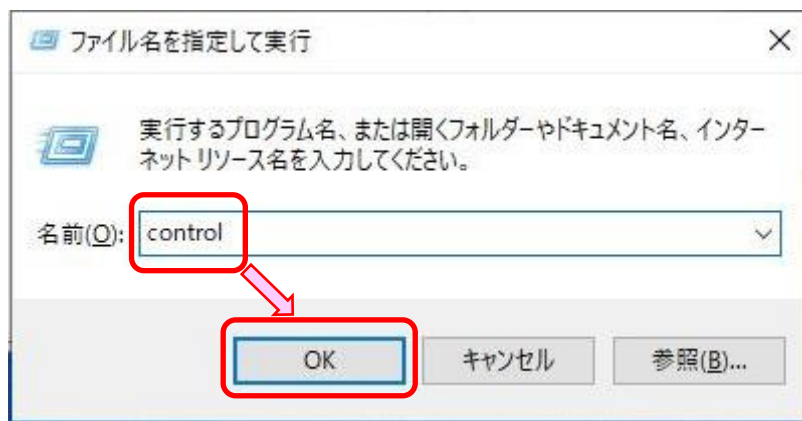 ファイル名を指定して実行
実行するプログラム名、または開くフォルダーやドキュメント名、インター
ネット リソース名を入力してください。
名前(O): control
OK キャンセル 参照(B)...